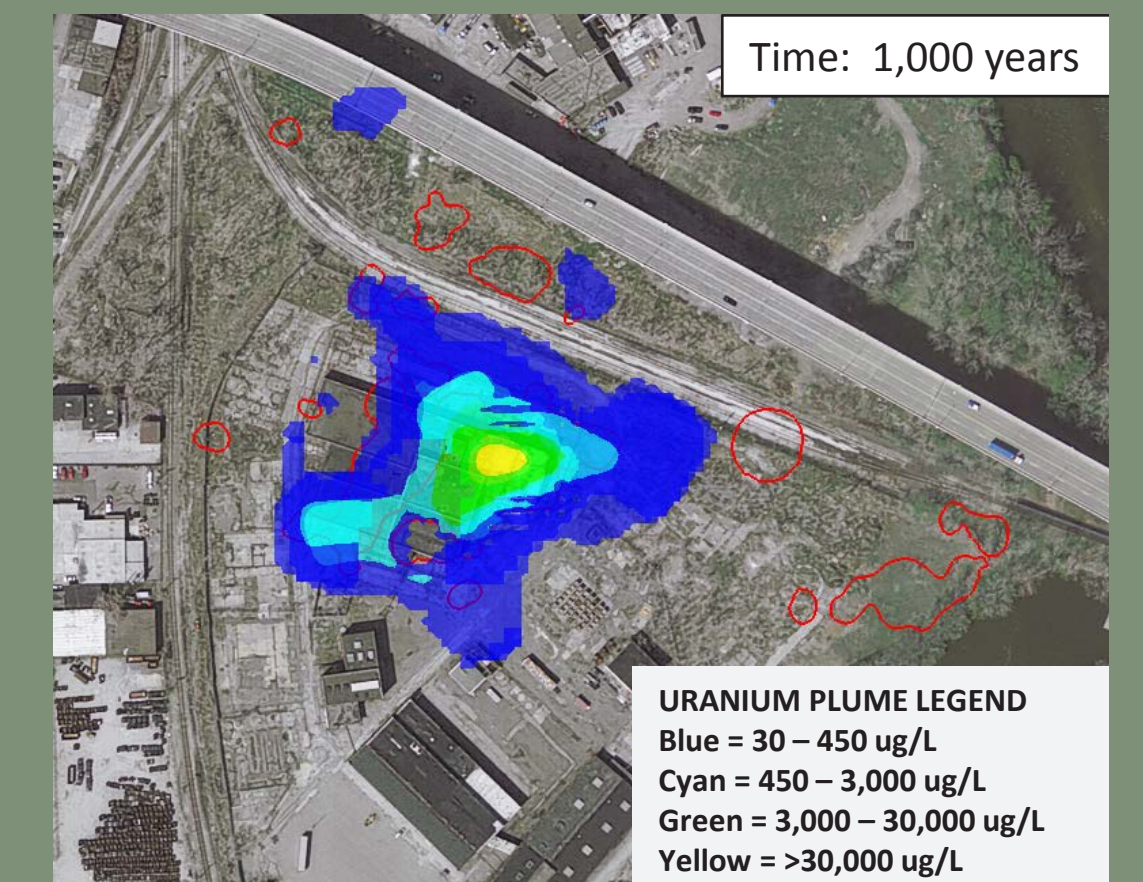 Time: 1,000 years
URANIUM PLUME LEGEND
Blue = 30 – 450 ug/L
Cyan = 450 – 3,000 ug/L
Green = 3,000 – 30,000 ug/L
Yellow = >30,000 ug/L